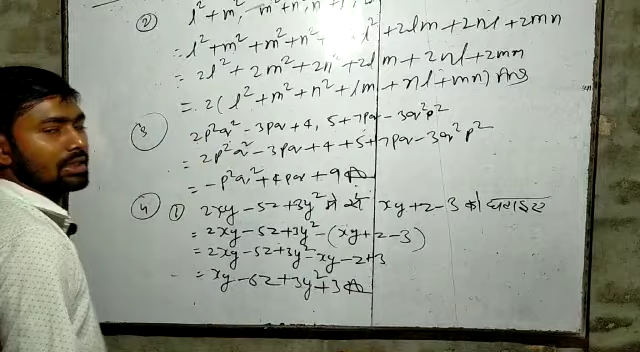 ② l²+m², m²+n², n²+l²,
= l²+m²+m²+n² l²+2lm+2nl+2mn
= 2l²+2m²+2n²+2lm+2nl+2mn
= 2(l²+m²+n²+lm+nl+mn) Ans
③ 2p²q²-3pq+4, 5+7pq-3q²p²
= 2p²q²-3pq+4+5+7pq-3q²p²
= -p²q²+4pq+9 A
④ ① 2xy-5z+3y² में से xy+z-3 को घटाइए
= 2xy-5z+3y²-(xy+z-3)
= 2xy-5z+3y²-xy-z+3
= xy-6z+3y²+3 A